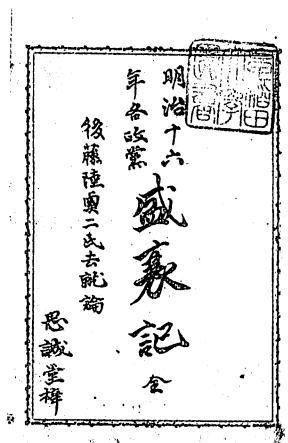 明治十六
年各政黨
盛衰記 全
後藤陸奥二氏去就論
思誠堂梓